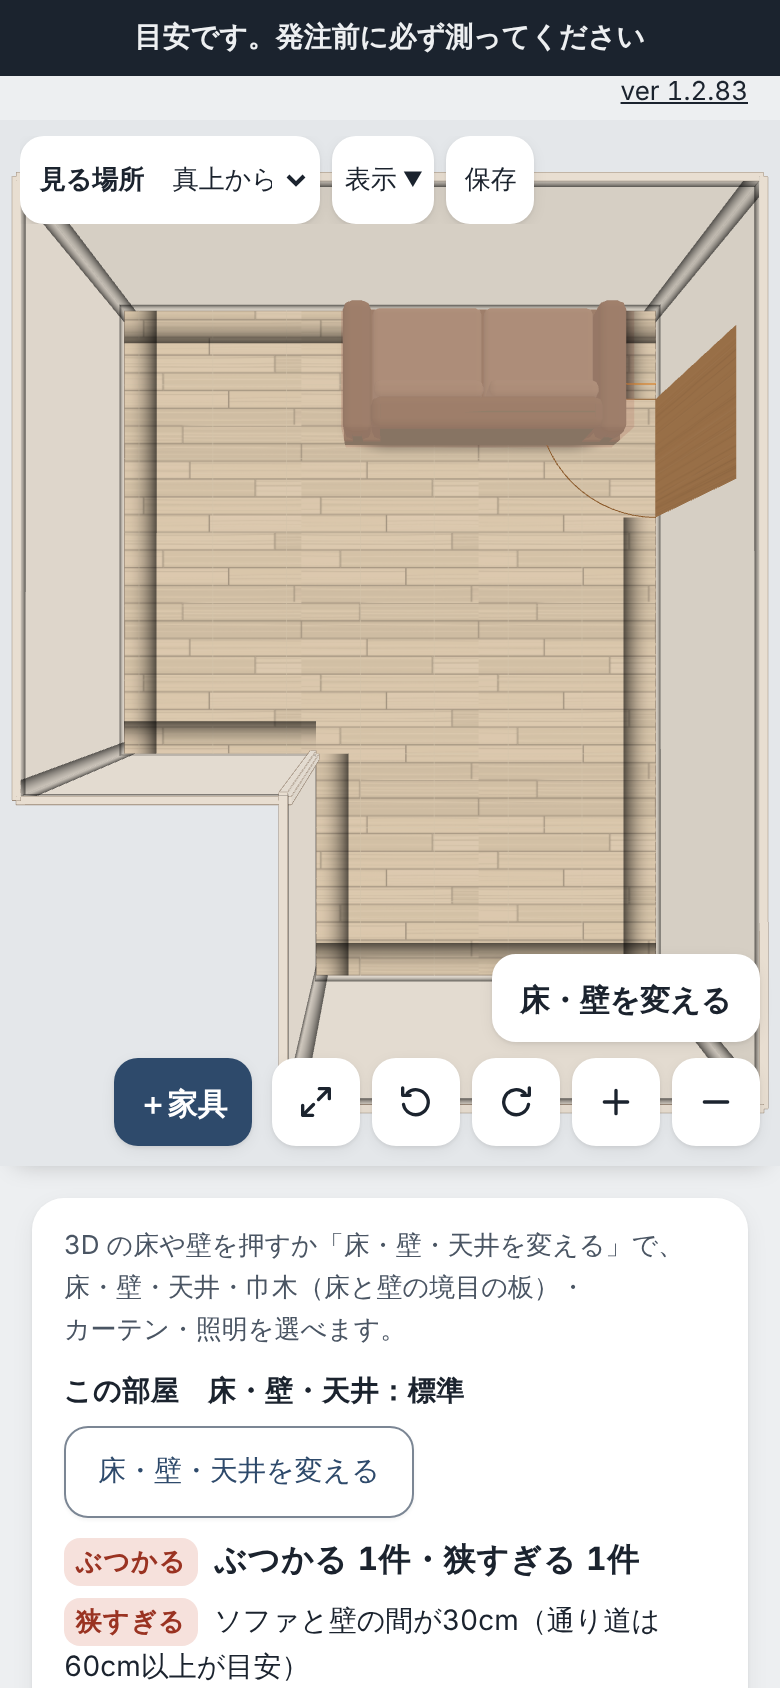 目安です。発注前に必ず測ってください
ver 1.2.83
見る場所 真上から
表示 ▼
保存
床・壁を変える
＋家具
3D の床や壁を押すか「床・壁・天井を変える」で、
床・壁・天井・巾木（床と壁の境目の板）・
カーテン・照明を選べます。
この部屋 床・壁・天井：標準
床・壁・天井を変える
ぶつかる ぶつかる 1件・狭すぎる 1件
狭すぎる ソファと壁の間が30cm（通り道は
60cm以上が目安）